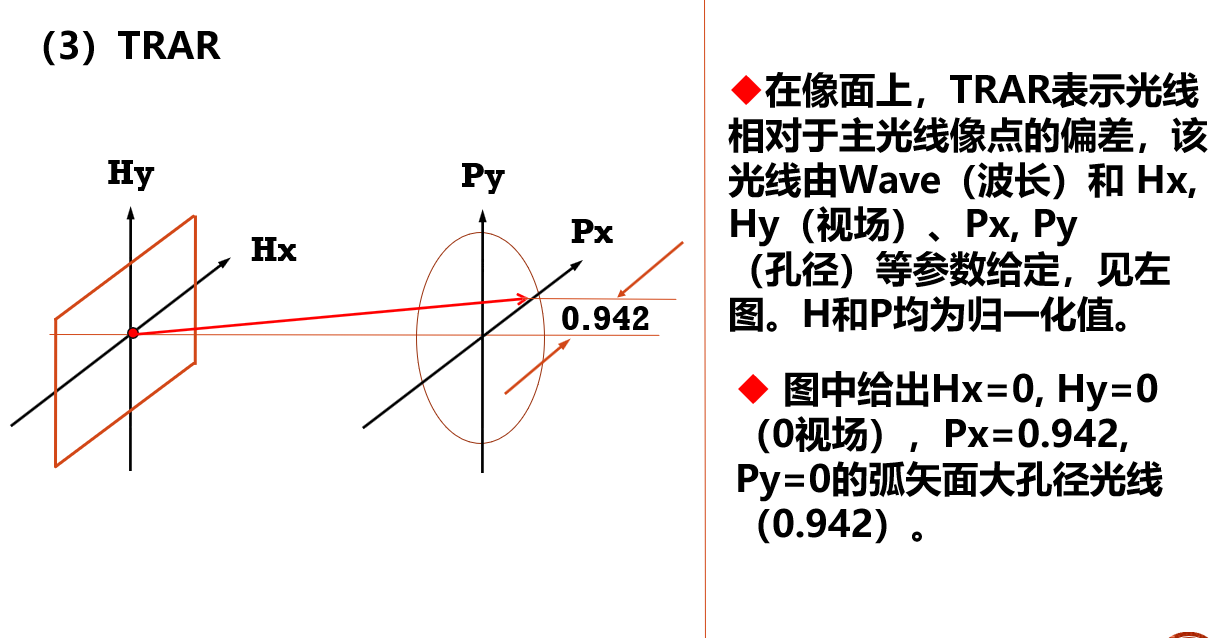 （3）TRAR
Hy
Hx
Py
Px
0.942
◆在像面上，TRAR表示光线
相对于主光线像点的偏差，该
光线由Wave（波长）和 Hx,
Hy（视场）、Px, Py
（孔径）等参数给定，见左
图。H和P均为归一化值。
◆ 图中给出Hx=0, Hy=0
（0视场），Px=0.942,
Py=0的弧矢面大孔径光线
（0.942）。